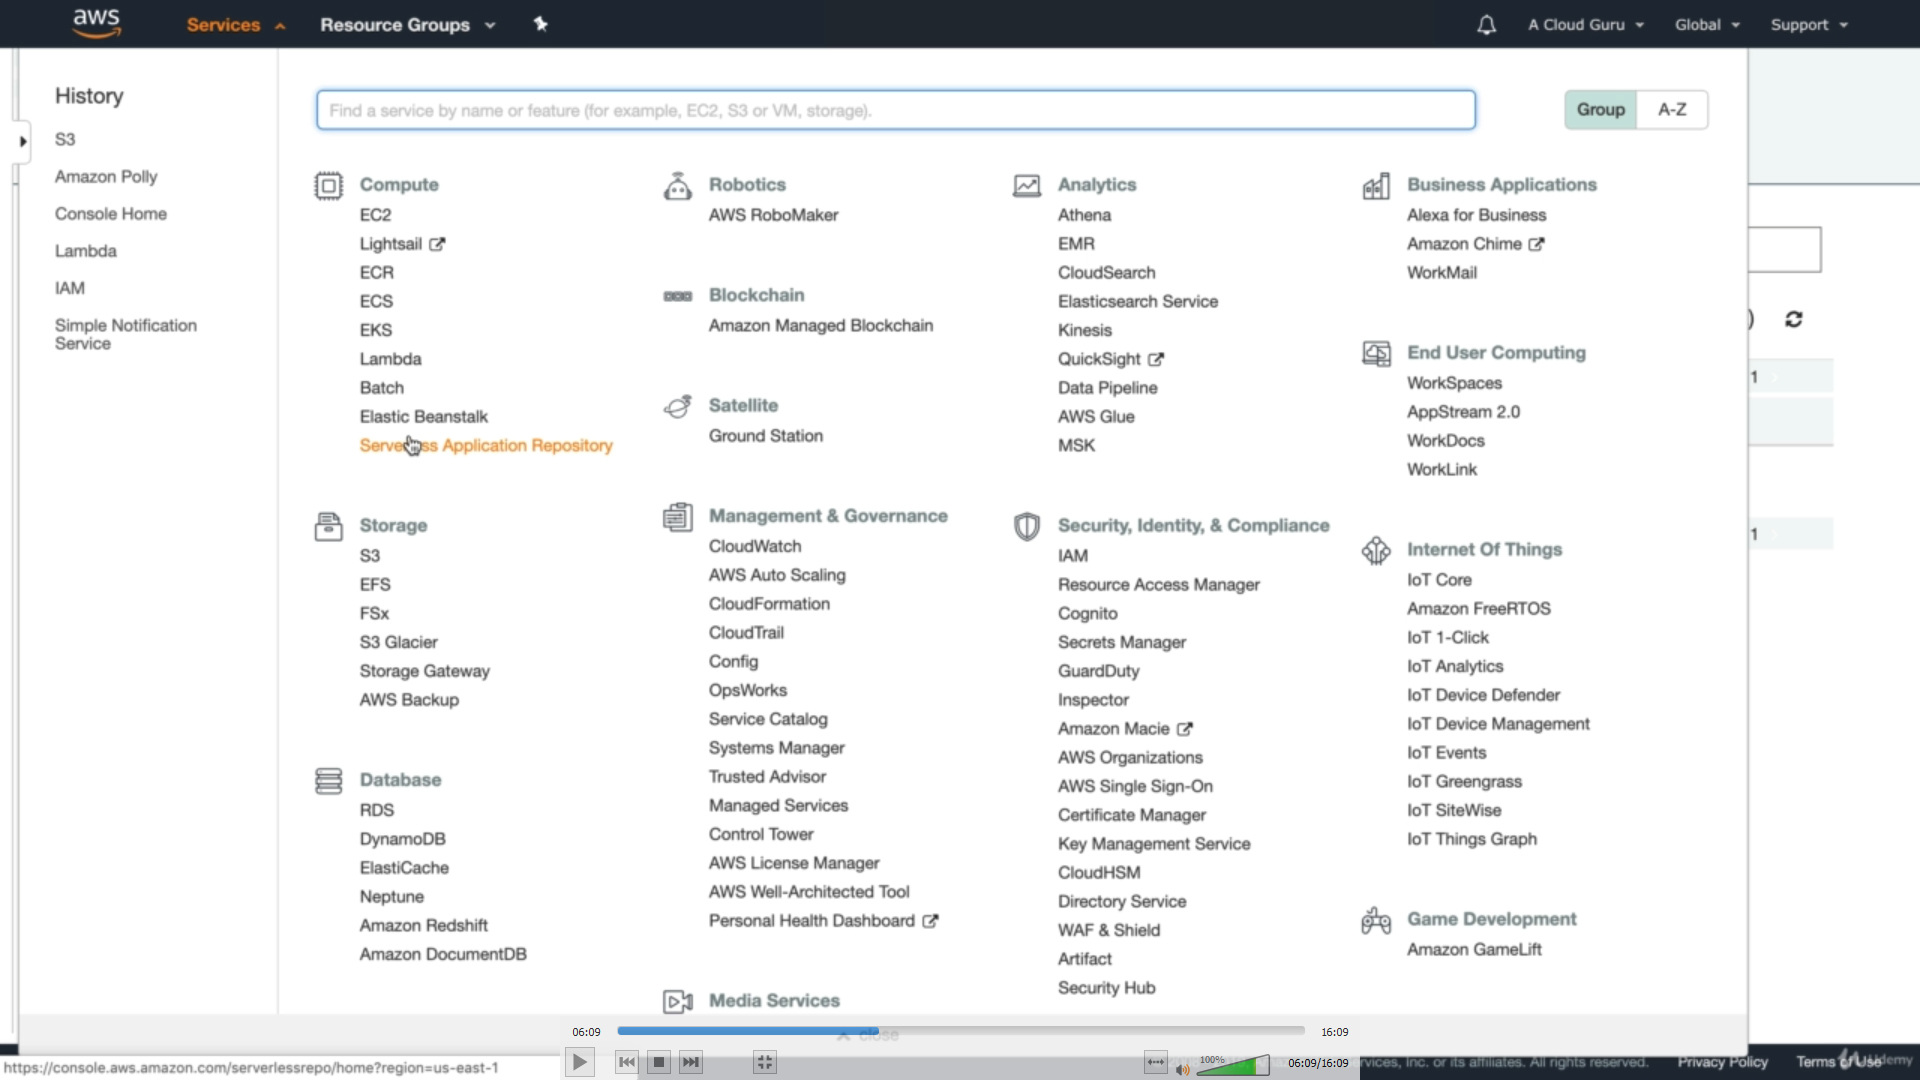 aws
Services
Resource Groups
A Cloud Guru
Global
Support
History
S3
Amazon Polly
Console Home
Lambda
IAM
Simple Notification
Service
Find a service by name or feature (for example, EC2, S3 or VM, storage).
Group
A-Z
Compute
EC2
Lightsail
ECR
ECS
EKS
Lambda
Batch
Elastic Beanstalk
Serverless Application Repository
Storage
S3
EFS
FSx
S3 Glacier
Storage Gateway
AWS Backup
Database
RDS
DynamoDB
ElastiCache
Neptune
Amazon Redshift
Amazon DocumentDB
Robotics
AWS RoboMaker
Blockchain
Amazon Managed Blockchain
Satellite
Ground Station
Management & Governance
CloudWatch
AWS Auto Scaling
CloudFormation
CloudTrail
Config
OpsWorks
Service Catalog
Systems Manager
Trusted Advisor
Managed Services
Control Tower
AWS License Manager
AWS Well-Architected Tool
Personal Health Dashboard
Media Services
Analytics
Athena
EMR
CloudSearch
Elasticsearch Service
Kinesis
QuickSight
Data Pipeline
AWS Glue
MSK
Security, Identity, & Compliance
IAM
Resource Access Manager
Cognito
Secrets Manager
GuardDuty
Inspector
Amazon Macie
AWS Organizations
AWS Single Sign-On
Certificate Manager
Key Management Service
CloudHSM
Directory Service
WAF & Shield
Artifact
Security Hub
Business Applications
Alexa for Business
Amazon Chime
WorkMail
End User Computing
WorkSpaces
AppStream 2.0
WorkDocs
WorkLink
Internet Of Things
IoT Core
Amazon FreeRTOS
IoT 1-Click
IoT Analytics
IoT Device Defender
IoT Device Management
IoT Events
IoT Greengrass
IoT SiteWise
IoT Things Graph
Game Development
Amazon GameLift
)
1
1
close
06:09
16:09
100%
06:09/16:09
https://console.aws.amazon.com/serverlessrepo/home?region=us-east-1
rvices, Inc. or its affiliates. All rights reserved.
Privacy Policy
Terms of Use